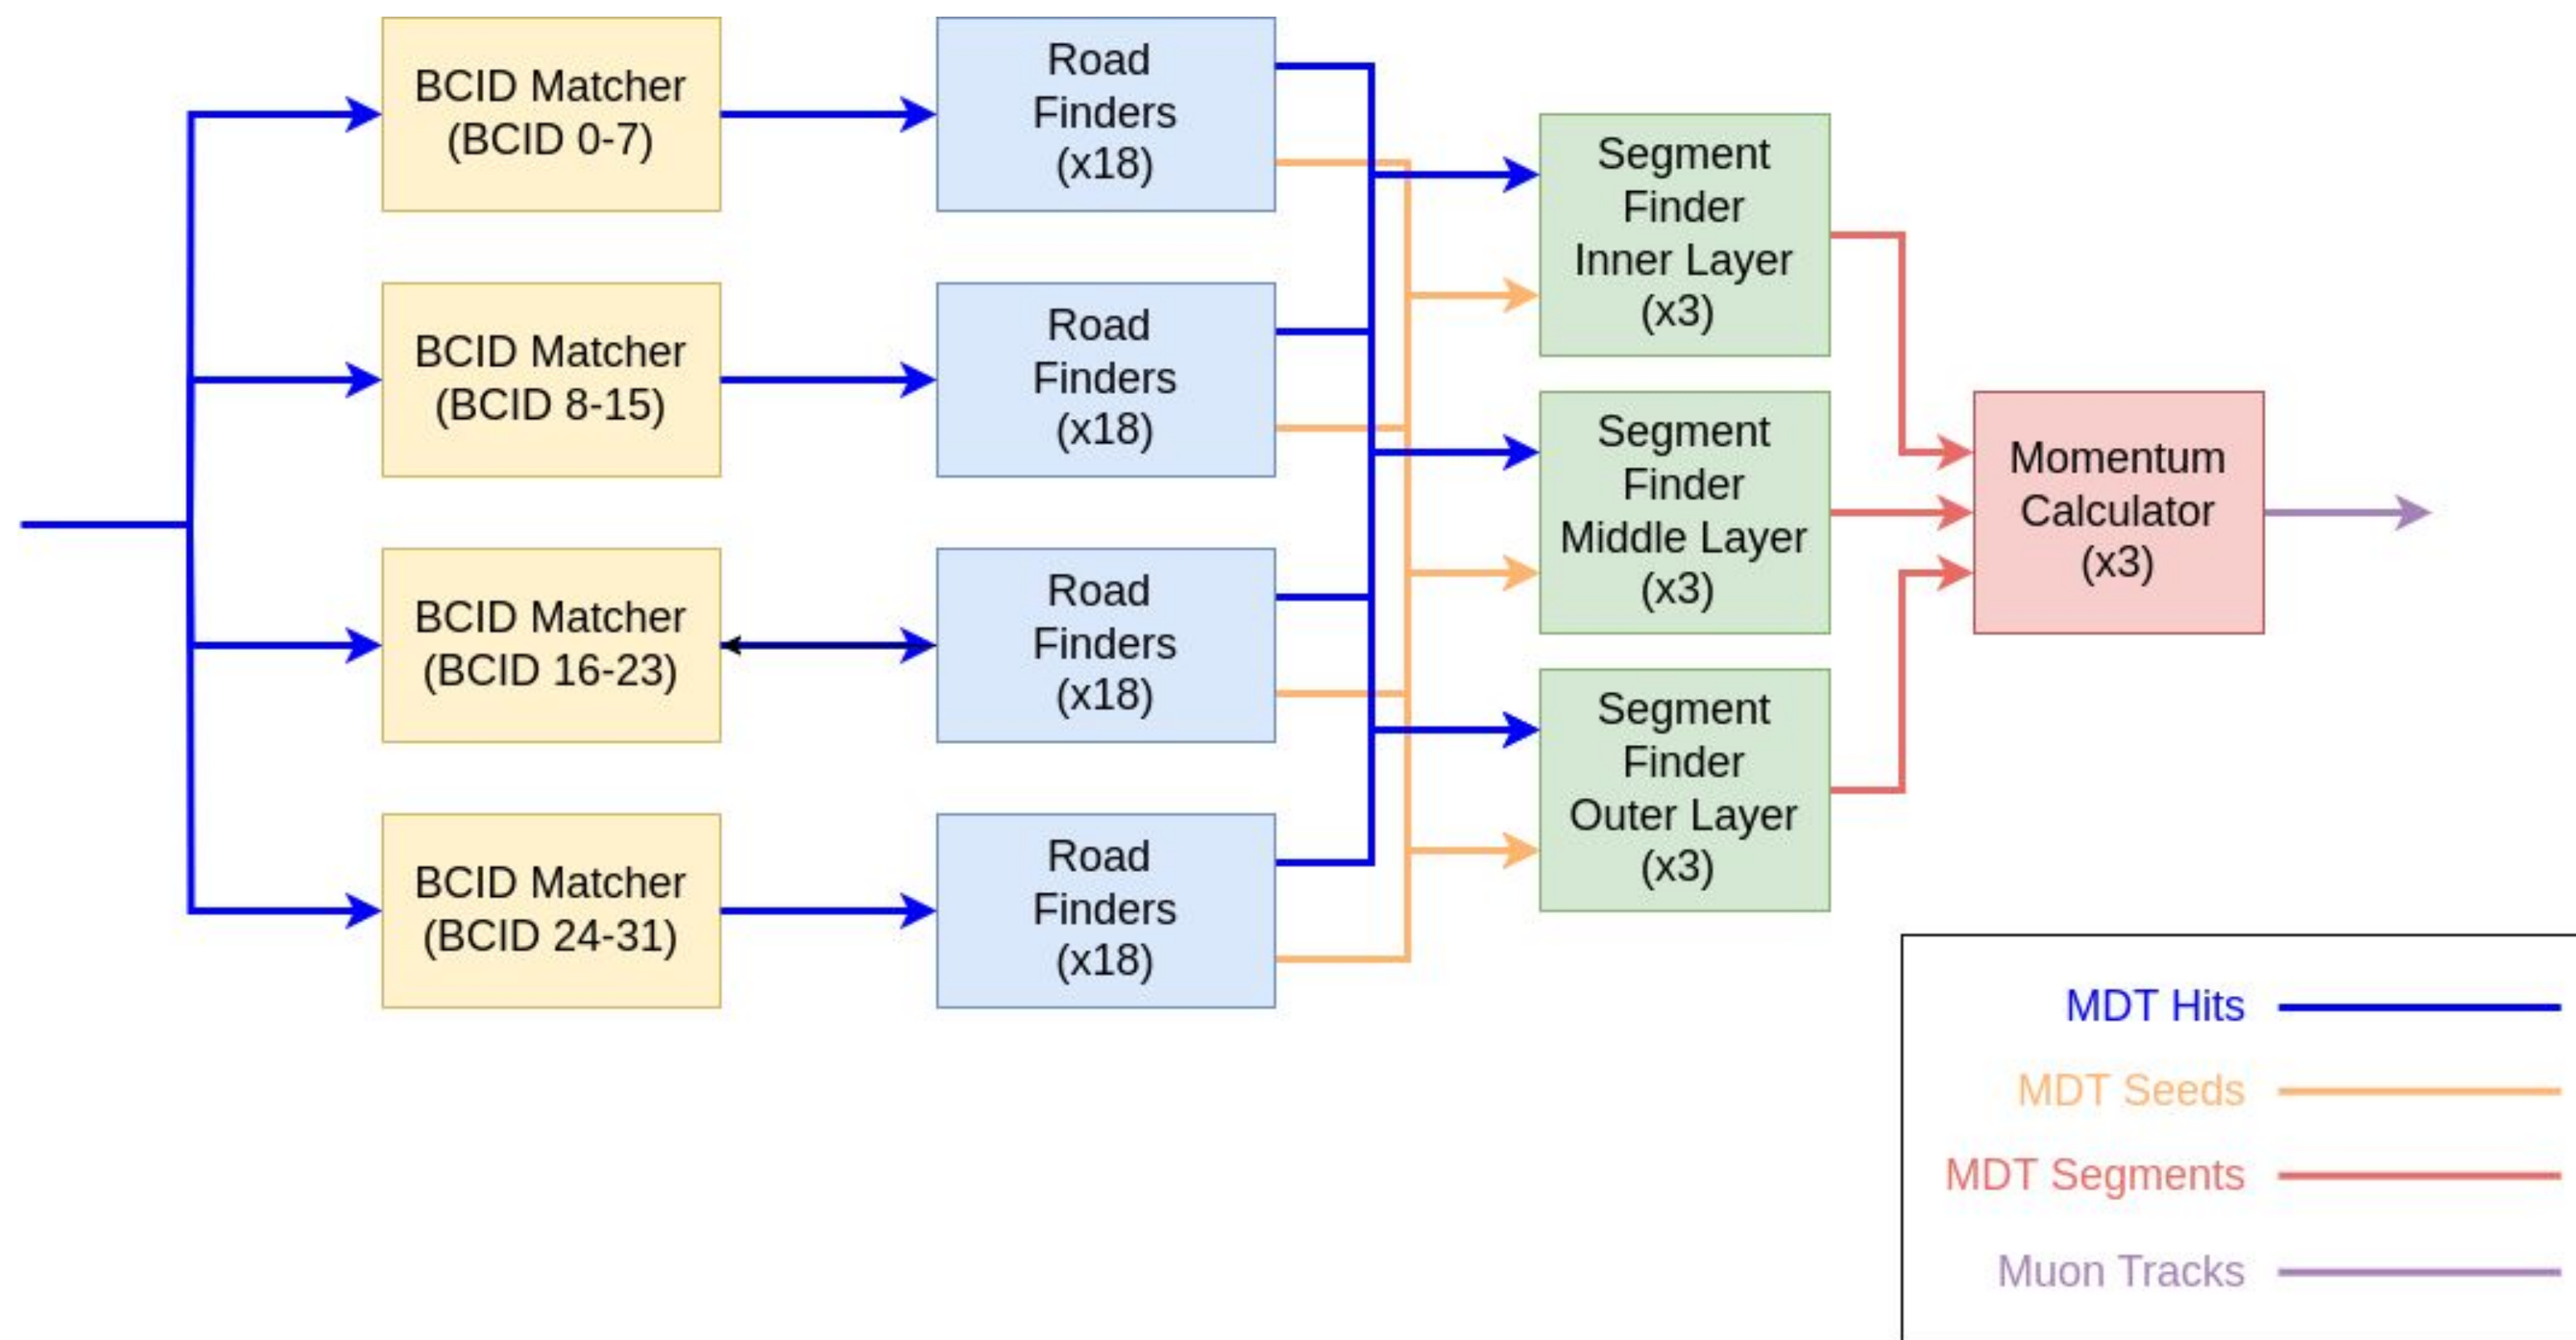 BCID Matcher
(BCID 0-7)
Road
Finders
(x18)
BCID Matcher
(BCID 8-15)
Road
Finders
(x18)
BCID Matcher
(BCID 16-23)
Road
Finders
(x18)
BCID Matcher
(BCID 24-31)
Road
Finders
(x18)
Segment
Finder
Inner Layer
(x3)
Segment
Finder
Middle Layer
(x3)
Segment
Finder
Outer Layer
(x3)
Momentum
Calculator
(x3)
MDT Hits
MDT Seeds
MDT Segments
Muon Tracks